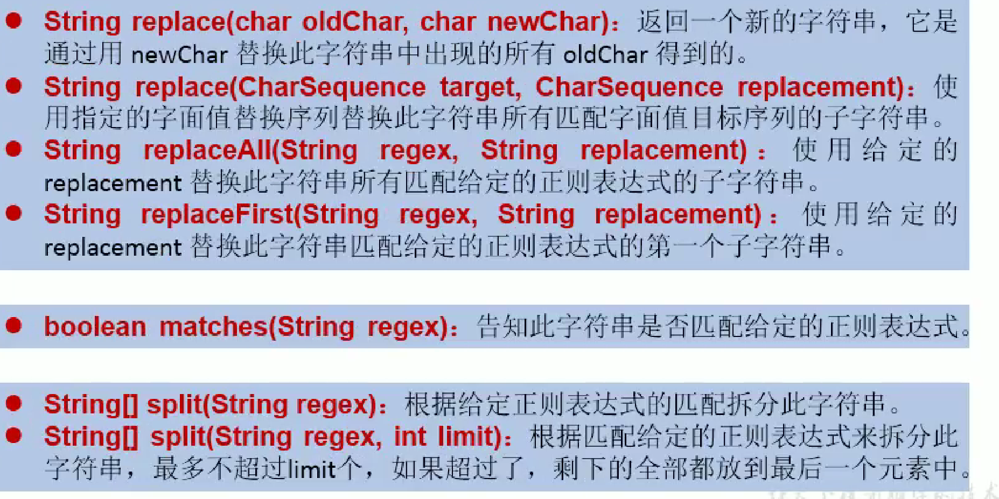 ● String replace(char oldChar, char newChar)：返回一个新的字符串，它是
通过用 newChar 替换此字符串中出现的所有 oldChar 得到的。
● String replace(CharSequence target, CharSequence replacement)：使
用指定的字面值替换序列替换此字符串所有匹配字面值目标序列的子字符串。
● String replaceAll(String regex, String replacement)：使用给定的
replacement 替换此字符串所有匹配给定的正则表达式的子字符串。
● String replaceFirst(String regex, String replacement)：使用给定的
replacement 替换此字符串匹配给定的正则表达式的第一个子字符串。
● boolean matches(String regex)：告知此字符串是否匹配给定的正则表达式。
● String[] split(String regex)：根据给定正则表达式的匹配拆分此字符串。
● String[] split(String regex, int limit)：根据匹配给定的正则表达式来拆分此
字符串，最多不超过limit个，如果超过了，剩下的全部都放到最后一个元素中。